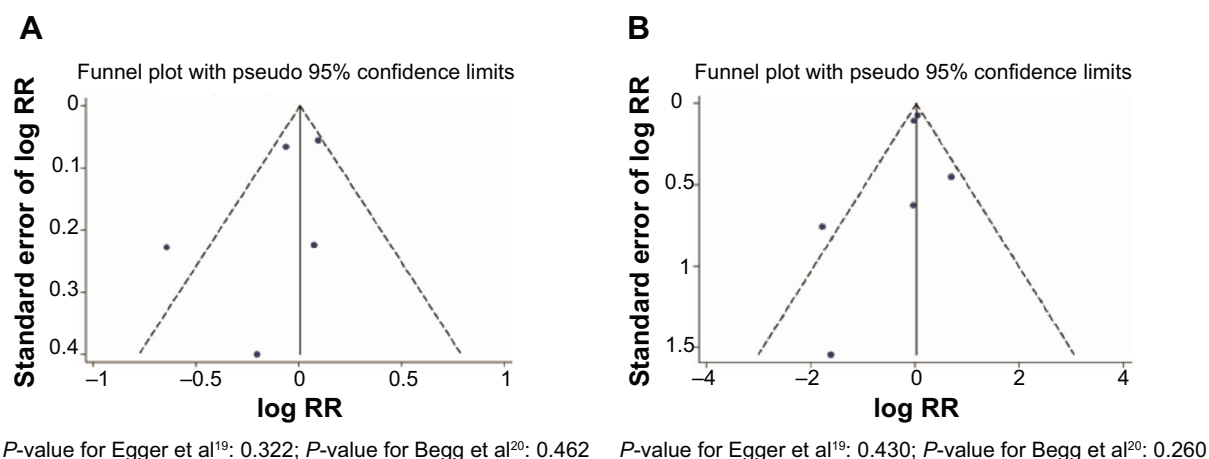 A
Funnel plot with pseudo 95% confidence limits
Standard error of log RR
0
0.1
0.2
0.3
0.4
–1
–0.5
0
0.5
1
log RR
P-value for Egger et al¹⁹: 0.322; P-value for Begg et al²⁰: 0.462
B
Funnel plot with pseudo 95% confidence limits
Standard error of log RR
0
0.5
1
1.5
–4
–2
0
2
4
log RR
P-value for Egger et al¹⁹: 0.430; P-value for Begg et al²⁰: 0.260